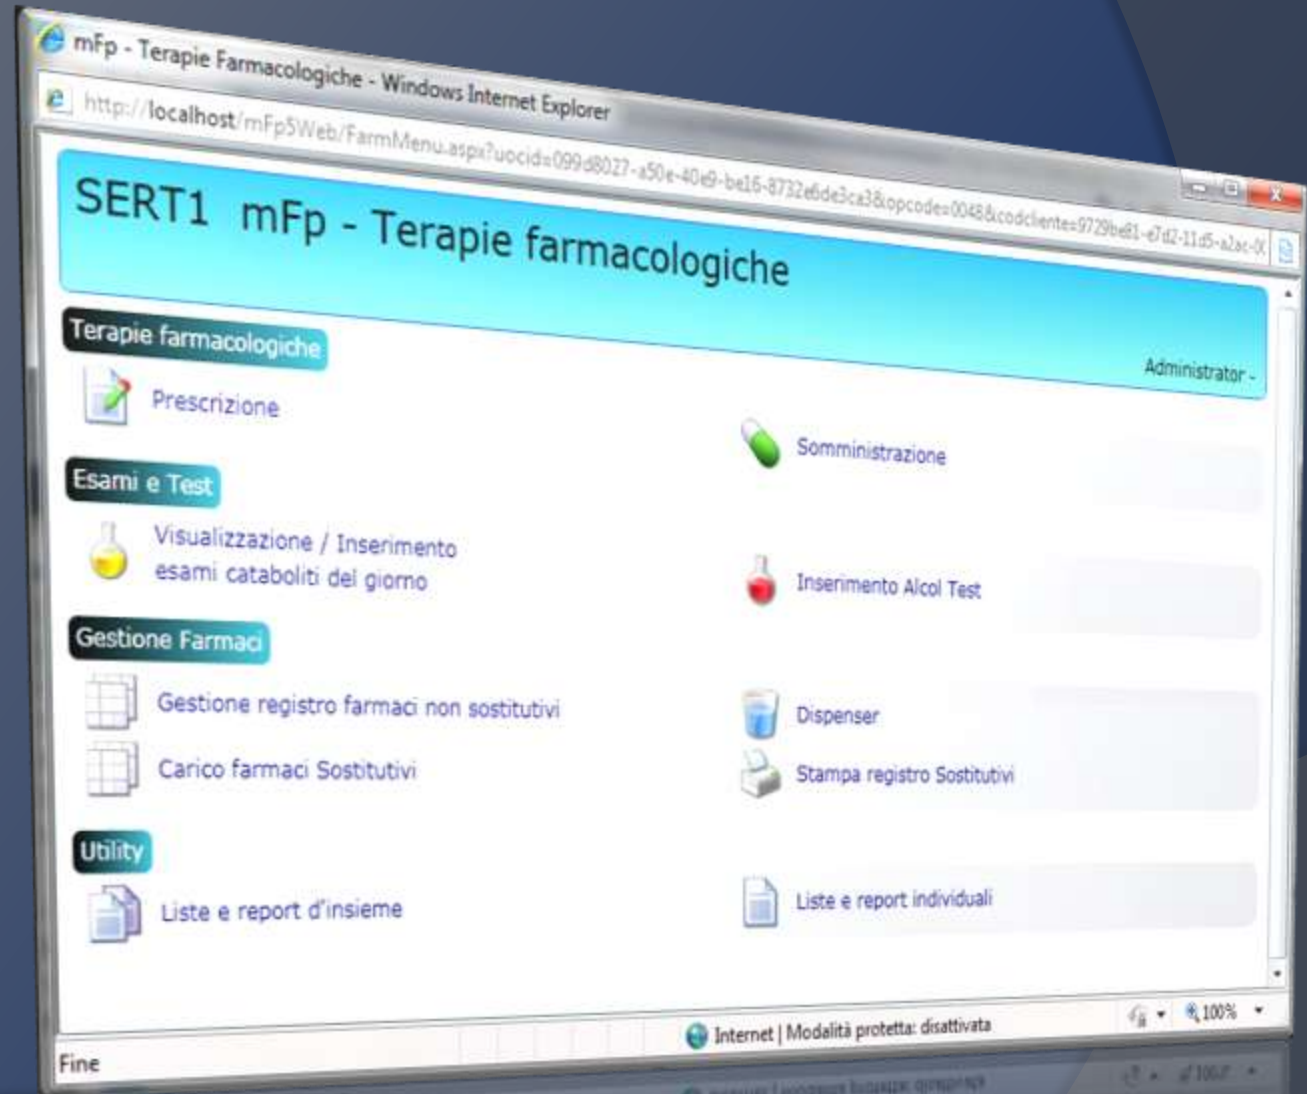 mFp - Terapie Farmacologiche - Windows Internet Explorer
http://localhost/mFp5Web/FarmMenu.aspx?uocid=099d8027-a50e-40e9-be16-8732e6de3ca3&opcode=0048&codcliente=9729be81-e7d2-11d5-a2ac-0(
SERT1 mFp - Terapie farmacologiche
Administrator -
Terapie farmacologiche
Prescrizione
Somministrazione
Esami e Test
Visualizzazione / Inserimento
esami cataboliti del giorno
Inserimento Alcol Test
Gestione Farmaci
Gestione registro farmaci non sostitutivi
Dispenser
Carico farmaci Sostitutivi
Stampa registro Sostitutivi
Utility
Liste e report d'insieme
Liste e report individuali
Fine
Internet | Modalità protetta: disattivata
100%